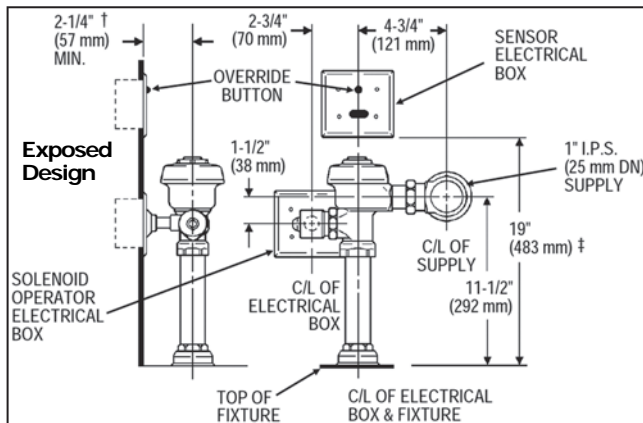 2-1/4" †
(57 mm)
MIN.
2-3/4"
(70 mm)
4-3/4"
(121 mm)
SENSOR
ELECTRICAL
BOX
OVERRIDE
BUTTON
Exposed
Design
1-1/2"
(38 mm)
1" I.P.S.
(25 mm DN)
SUPPLY
19"
(483 mm) ‡
C/L OF
SUPPLY
11-1/2"
(292 mm)
SOLENOID
OPERATOR
ELECTRICAL
BOX
C/L OF
ELECTRICAL
BOX
TOP OF
FIXTURE
C/L OF ELECTRICAL
BOX & FIXTURE